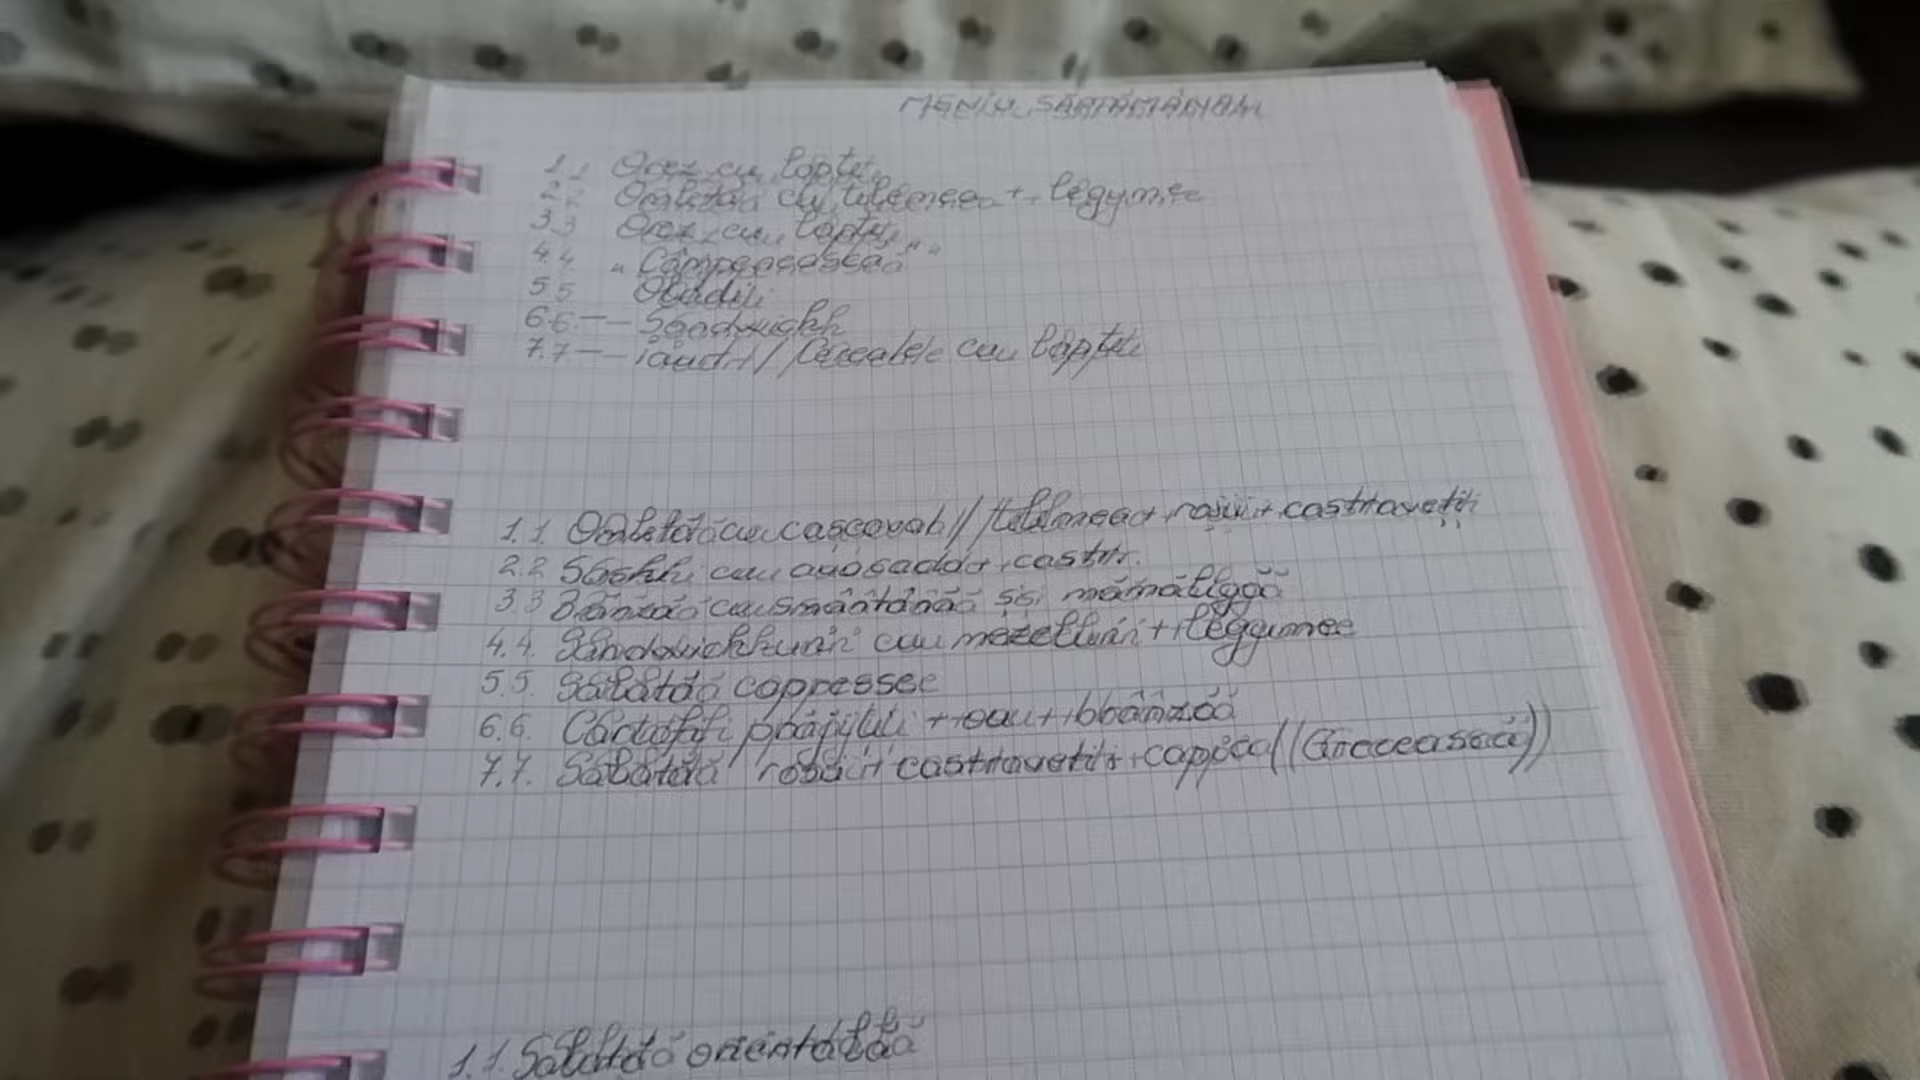 MENIU SĂPTĂMÂNAL
1. Orez cu lapte
2. Omletă cu telemea + legume
3. Orez cu lapte
4. "Câmpenească"
5. Oladii
6. — Sandwich
7. — iaurt / Cereale cu lapte
1. Omletă cu cașcaval / telemea + roșii + castraveți
2. Sushi cu avocado + castr.
3. Brânză cu smântână și mămăligă
4. Sandwichuri cu mezeluri + legume
5. Salată caprese
6. Cartofi prăjiți + ou + brânză
7. Salată roșii + castraveți + capia (Grecească)
1. Salată orientală